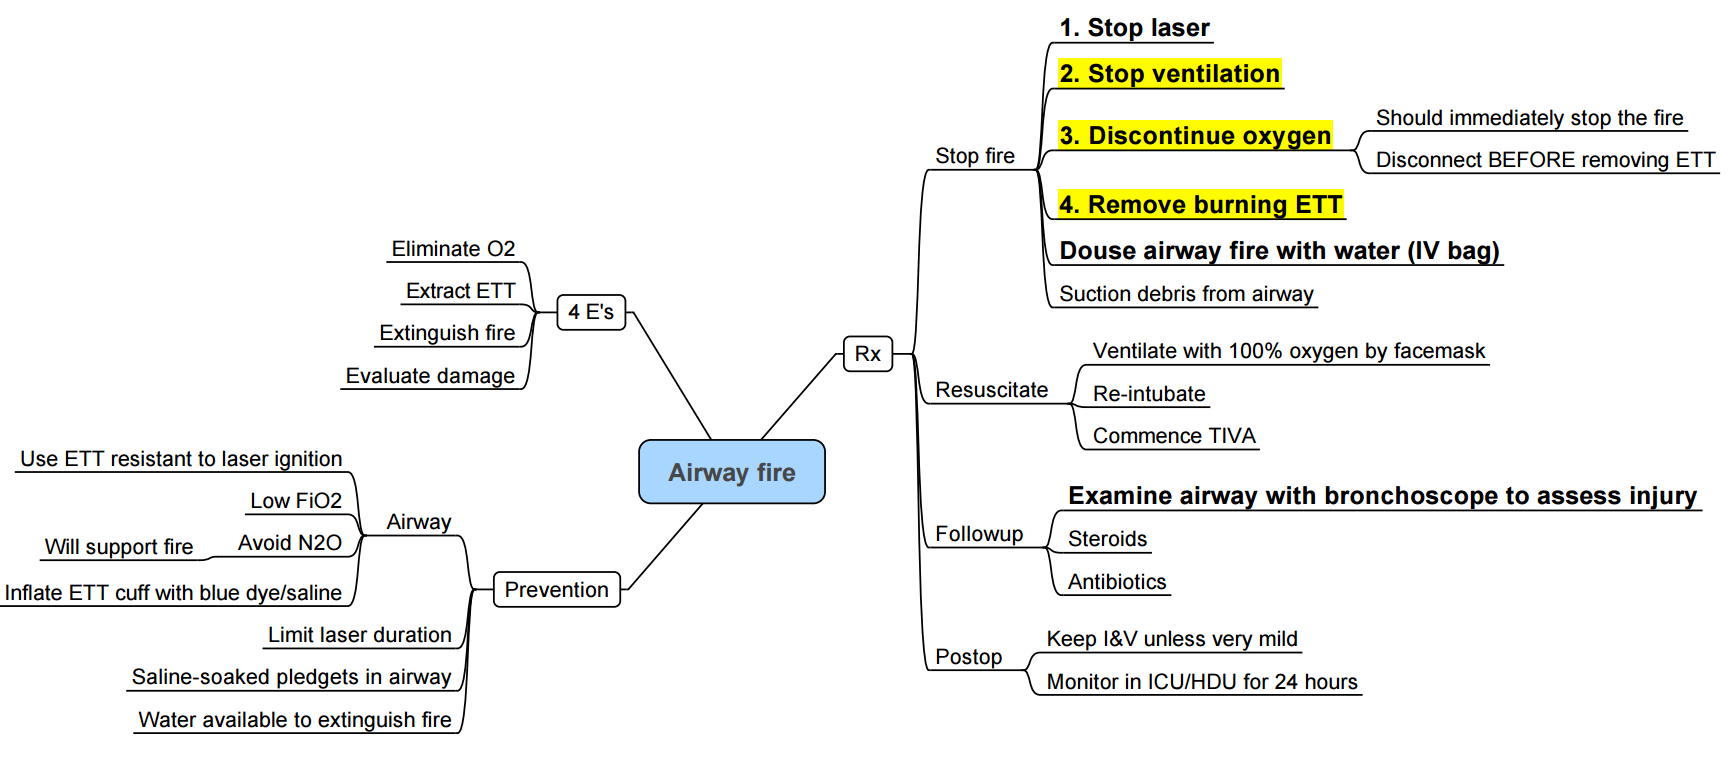 Airway fire
Rx
Stop fire
1. Stop laser
2. Stop ventilation
3. Discontinue oxygen
Should immediately stop the fire
Disconnect BEFORE removing ETT
4. Remove burning ETT
Douse airway fire with water (IV bag)
Suction debris from airway
Resuscitate
Ventilate with 100% oxygen by facemask
Re-intubate
Commence TIVA
Followup
Examine airway with bronchoscope to assess injury
Steroids
Antibiotics
Postop
Keep I&V unless very mild
Monitor in ICU/HDU for 24 hours
4 E's
Eliminate O2
Extract ETT
Extinguish fire
Evaluate damage
Prevention
Airway
Use ETT resistant to laser ignition
Low FiO2
Avoid N2O
Will support fire
Inflate ETT cuff with blue dye/saline
Limit laser duration
Saline-soaked pledgets in airway
Water available to extinguish fire